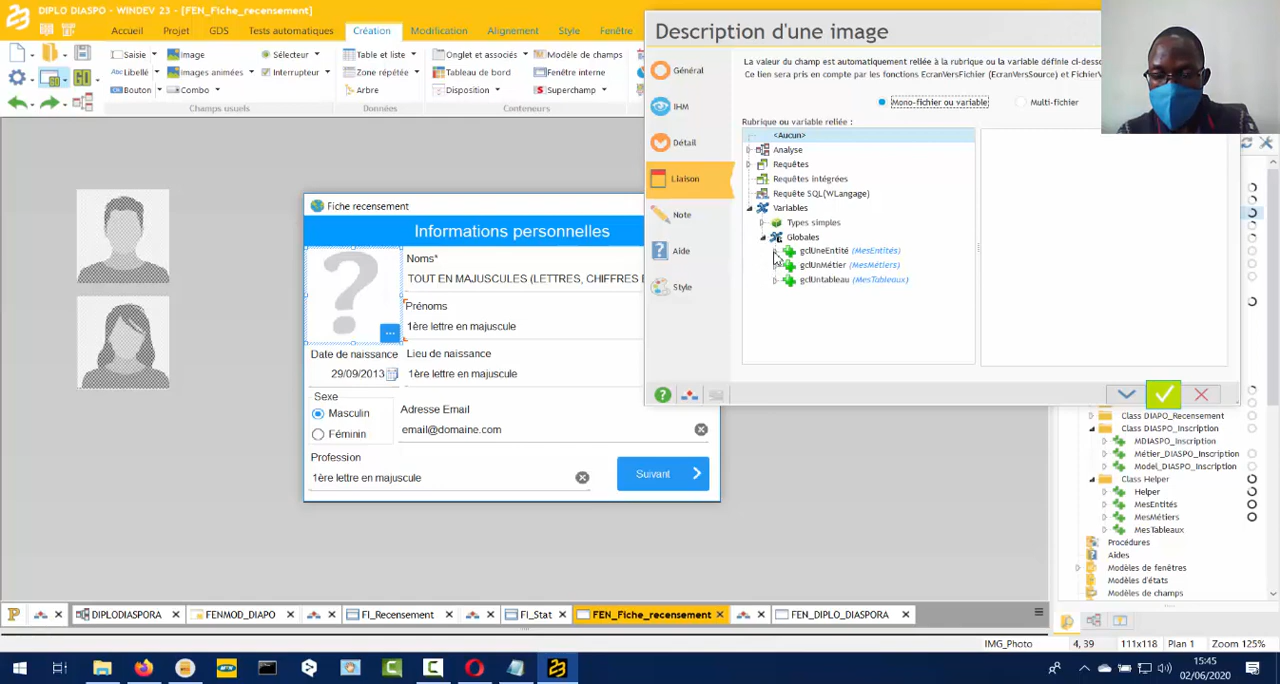 DIPLO DIASPO - WINDEV 23 - [FEN_Fiche_recensement]
Accueil Projet GDS Tests automatiques Création Modification Alignement Style Fenêtre
Saisie Image Sélecteur Table et liste Onglet et associés Modèle de champs
Libellé Images animées Interrupteur Zone répétée Tableau de bord Fenêtre interne
Bouton Combo Arbre Disposition Superchamp
Champs usuels Données Conteneurs
Description d'une image
Général
IHM
Détail
Liaison
Note
Aide
Style
La valeur du champ est automatiquement reliée à la rubrique ou la variable définie ci-desso
Ce lien sera pris en compte par les fonctions EcranVersFichier (EcranVersSource) et FichierV
Mono-fichier ou variable Multi-fichier
Rubrique ou variable reliée :
<Aucun>
Analyse
Requêtes
Requêtes intégrées
Requête SQL(WLangage)
Variables
Types simples
Globales
gclUneEntité (MesEntités)
gclUnMétier (MesMétiers)
gclUntableau (MesTableaux)
Fiche recensement
Informations personnelles
Noms*
TOUT EN MAJUSCULES (LETTRES, CHIFFRES E
Prénoms
1ère lettre en majuscule
Date de naissance Lieu de naissance
29/09/2013 1ère lettre en majuscule
Sexe
Masculin
Féminin
Adresse Email
email@domaine.com
Profession
1ère lettre en majuscule
Suivant
Class DIAPO_Recensement
Class DIASPO_Inscription
MDIASPO_Inscription
Métier_DIASPO_Inscription
Model_DIASPO_Inscription
Class Helper
Helper
MesEntités
MesMétiers
MesTableaux
Procédures
Aides
Modèles de fenêtres
Modèles d'états
Modèles de champs
DIPLODIASPORA FENMOD_DIAPO FI_Recensement FI_Stat FEN_Fiche_recensement FEN_DIPLO_DIASPORA
IMG_Photo 4, 39 111x118 Plan 1 Zoom 125%
15:45
02/06/2020